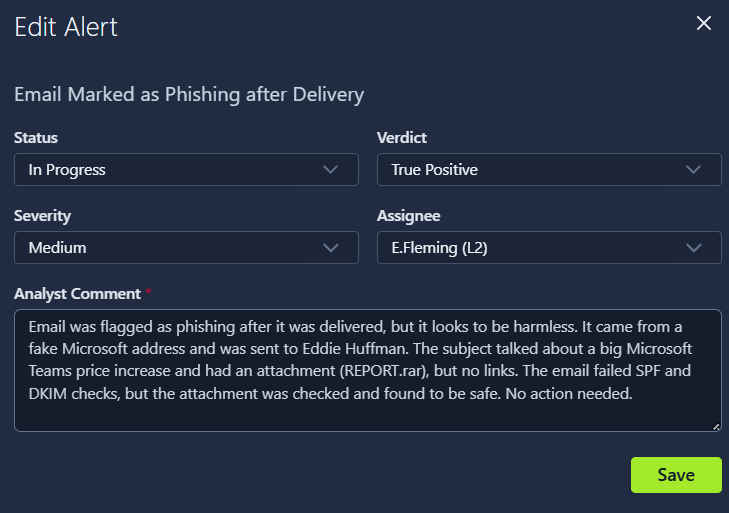 Edit Alert
Email Marked as Phishing after Delivery
Status
Verdict
In Progress
True Positive
Severity
Assignee
Medium
E.Fleming (L2)
Analyst Comment *
Email was flagged as phishing after it was delivered, but it looks to be harmless. It came from a
fake Microsoft address and was sent to Eddie Huffman. The subject talked about a big Microsoft
Teams price increase and had an attachment (REPORT.rar), but no links. The email failed SPF and
DKIM checks, but the attachment was checked and found to be safe. No action needed.
Save